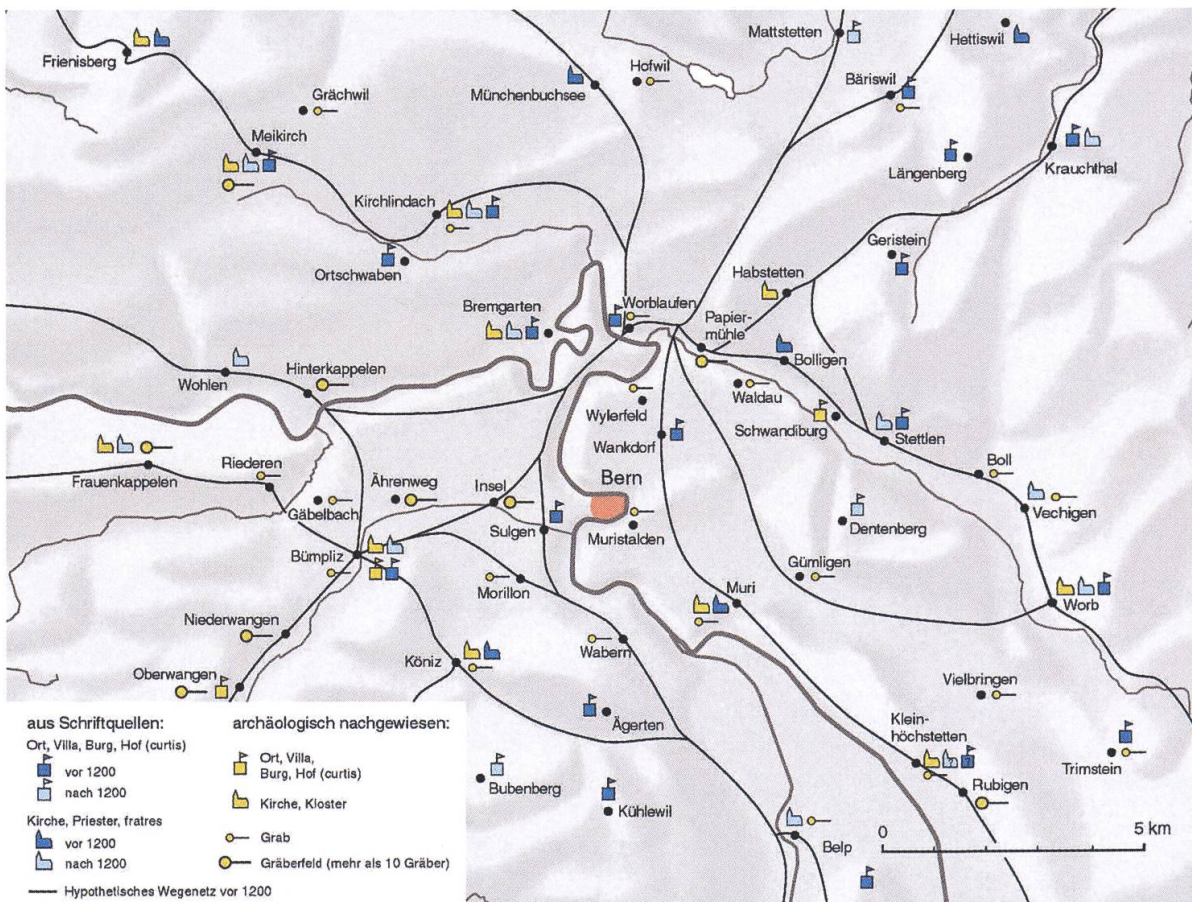 Mattstetten
Hettiswil
Frienisberg
Hofwil
Bäriswil
Münchenbuchsee
Grächwil
Meikirch
Längenberg
Krauchthal
Kirchlindach
Geristein
Ortschwaben
Habstetten
Bremgarten
Worblaufen
Papier-
mühle
Bolligen
Wohlen
Hinterkappelen
Waldau
Wylerfeld
Schwandiburg
Wankdorf
Stettlen
Riederen
Boll
Frauenkappelen
Ährenweg
Insel
Bern
Gäbelbach
Vechigen
Sulgen
Muristalden
Dentenberg
Bümpliz
Gümligen
Morillon
Muri
Worb
Niederwangen
Wabern
Köniz
Oberwangen
Vielbringen
Ägerten
Klein-
höchstetten
Trimstein
Bubenberg
Rubigen
Kühlewil
Belp
0
5 km
aus Schriftquellen:
Ort, Villa, Burg, Hof (curtis)
vor 1200
nach 1200
Kirche, Priester, fratres
vor 1200
nach 1200
Hypothetisches Wegenetz vor 1200
archäologisch nachgewiesen:
Ort, Villa,
Burg, Hof (curtis)
Kirche, Kloster
Grab
Gräberfeld (mehr als 10 Gräber)